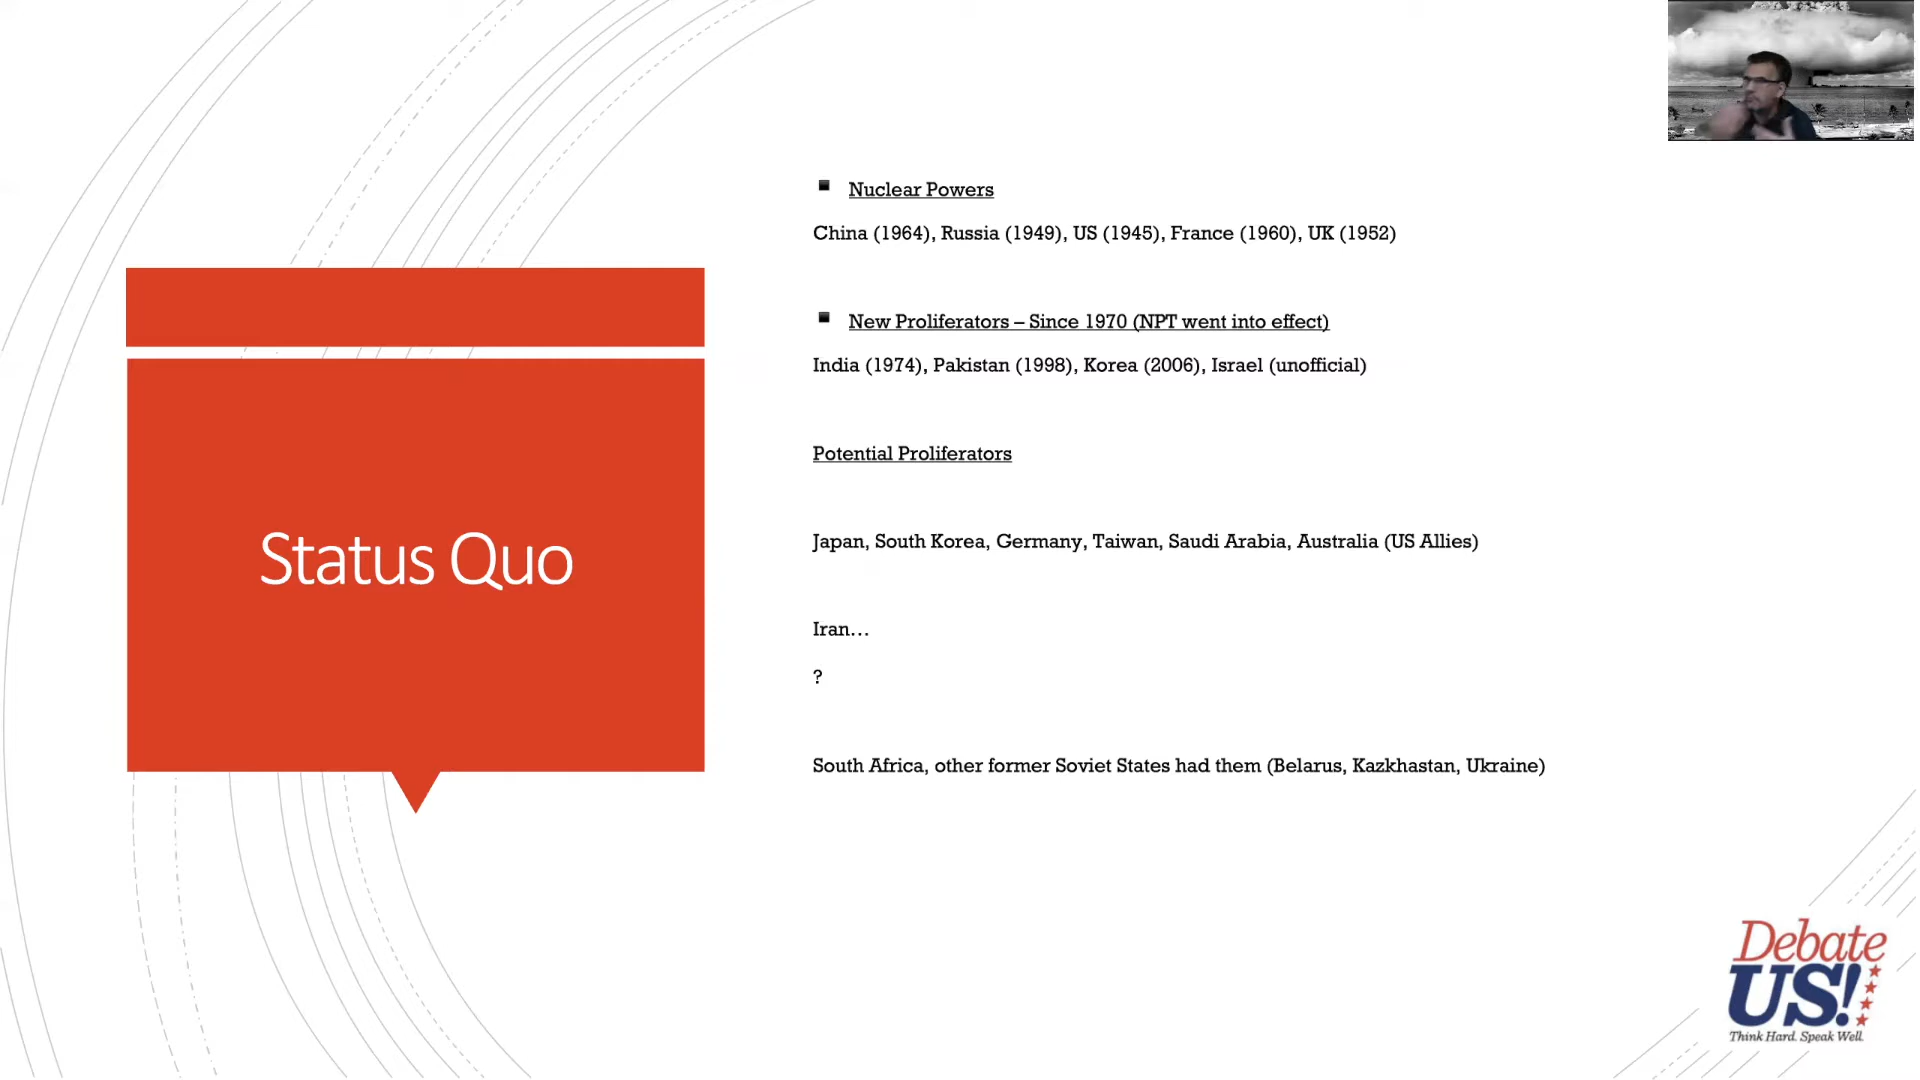 Status Quo
Nuclear Powers
China (1964), Russia (1949), US (1945), France (1960), UK (1952)
New Proliferators – Since 1970 (NPT went into effect)
India (1974), Pakistan (1998), Korea (2006), Israel (unofficial)
Potential Proliferators
Japan, South Korea, Germany, Taiwan, Saudi Arabia, Australia (US Allies)
Iran…
?
South Africa, other former Soviet States had them (Belarus, Kazkhastan, Ukraine)
Debate
US!
Think Hard. Speak Well.